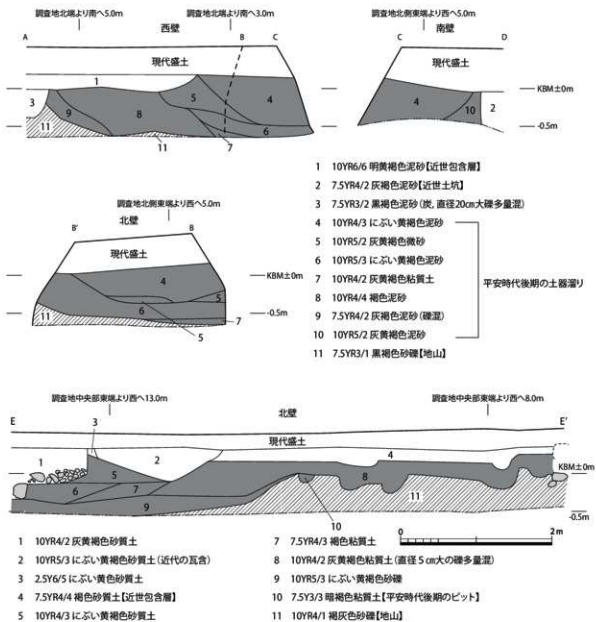 調査地北端より南へ5.0m
調査地北端より南へ3.0m
調査地北側東端より西へ5.0m
A
西壁
B
C
C
南壁
D
現代盛土
現代盛土
1
3
9
8
5
4
6
11
11
7
4
10
2
KBM±0m
-0.5m
調査地北側東端より西へ5.0m
北壁
B'
B
現代盛土
4
5
6
7
11
5
KBM±0m
-0.5m
1 10YR6/6 明黄褐色泥砂【近世包含層】
2 7.5YR4/2 灰褐色泥砂【近世土坑】
3 7.5YR3/2 黒褐色泥砂（炭, 直径20㎝大礫多量混）
4 10YR4/3 にぶい黄褐色泥砂
5 10YR5/2 灰黄褐色微砂
6 10YR5/3 にぶい黄褐色泥砂
7 10YR4/2 灰黄褐色粘質土
8 10YR4/4 褐色泥砂
9 7.5YR4/2 灰褐色泥砂（礫混）
10 10YR5/2 灰黄褐色泥砂
平安時代後期の土器溜り
11 7.5YR3/1 黒褐色砂礫【地山】
調査地中央部東端より西へ13.0m
調査地中央部東端より西へ8.0m
E
3
北壁
E'
現代盛土
1
2
4
5
6
7
8
9
11
10
KBM±0m
-0.5m
0
2m
1 10YR4/2 灰黄褐色砂質土
2 10YR5/3 にぶい黄褐色砂質土（近代の瓦含）
3 2.5Y6/5 にぶい黄色砂質土
4 7.5YR4/4 褐色砂質土【近世包含層】
5 10YR4/3 にぶい黄褐色砂質土
7 7.5YR4/3 褐色粘質土
8 10YR4/2 灰黄褐色粘質土（直径５㎝大の礫多量混）
9 10YR5/3 にぶい黄褐色砂礫
10 7.5Y3/3 暗褐色粘質土【平安時代後期のピット】
11 10YR4/1 褐灰色砂礫【地山】